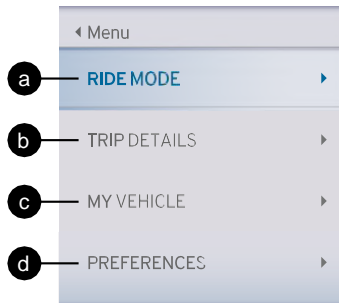 Menu
a RIDE MODE
b TRIP DETAILS
c MY VEHICLE
d PREFERENCES